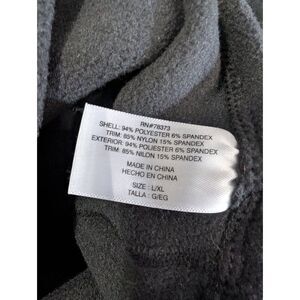 RN#78373
SHELL: 94% POLYESTER 6% SPANDEX
TRIM: 85% NYLON 15% SPANDEX
EXTERIOR: 94% POLIESTER 6% SPANDEX
TRIM: 85% NILON 15% SPANDEX
MADE IN CHINA
HECHO EN CHINA
SIZE : L/XL
TALLA : G/EG